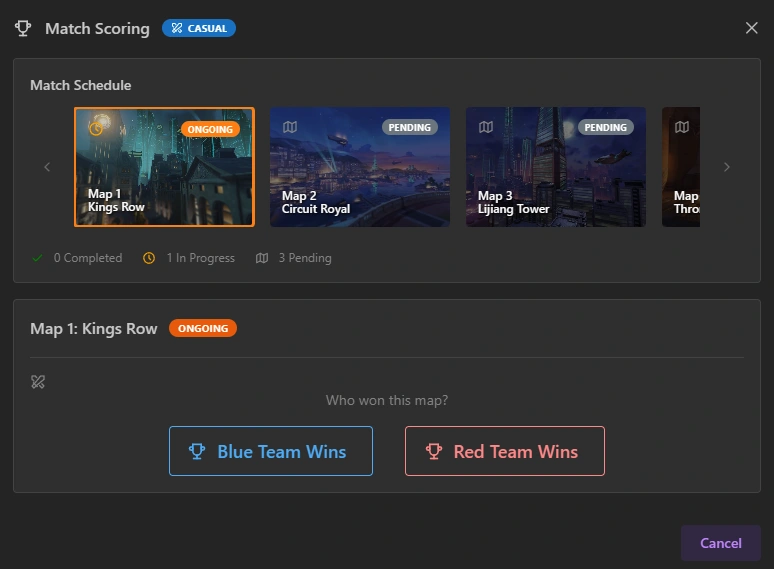 Match Scoring
CASUAL
Match Schedule
ONGOING
Map 1
Kings Row
PENDING
Map 2
Circuit Royal
PENDING
Map 3
Lijiang Tower
Map
0 Completed
1 In Progress
3 Pending
Map 1: Kings Row
ONGOING
Who won this map?
Blue Team Wins
Red Team Wins
Cancel